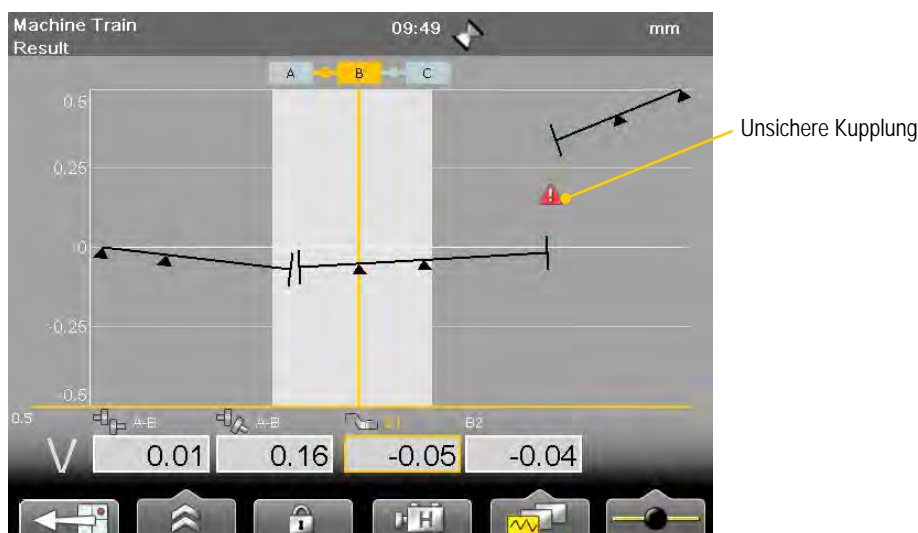 Machine Train
Result
09:49
mm
A B C
0.5
0.25
0
-0.25
-0.5
0.5
A-B A-B B1 B2
V 0.01 0.16 -0.05 -0.04
H
Unsichere Kupplung